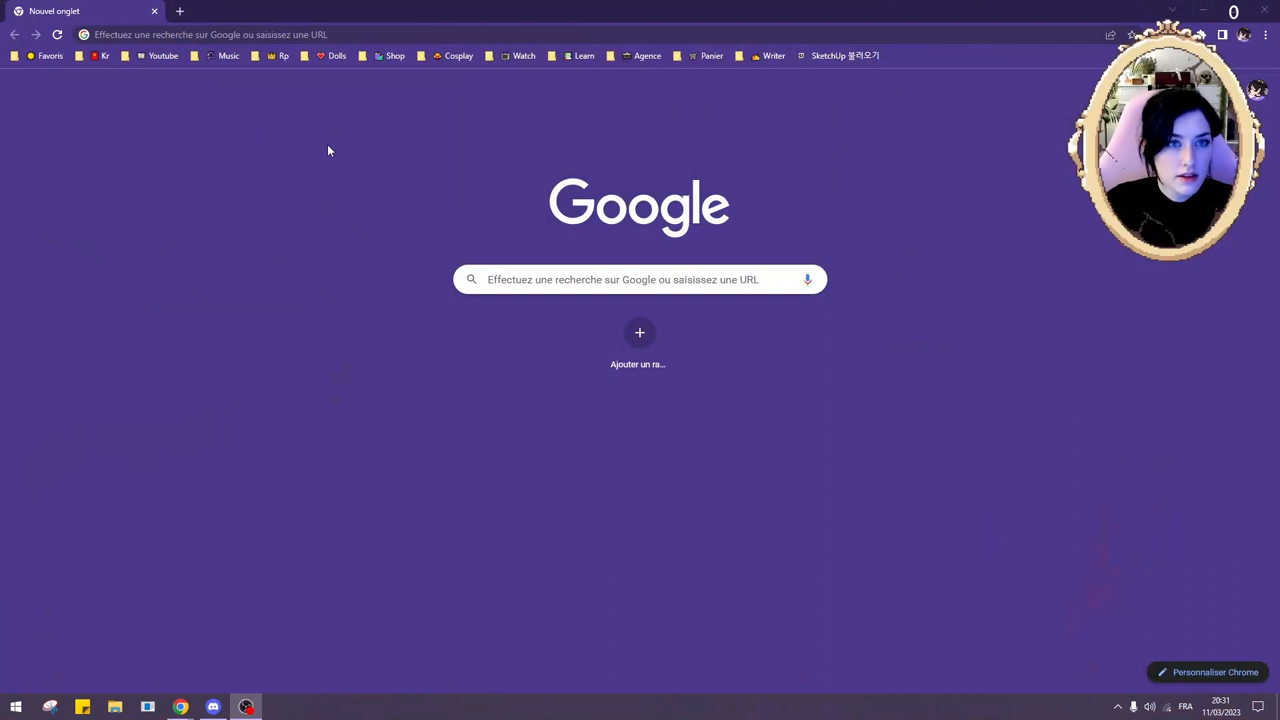 Nouvel onglet
0
Effectuez une recherche sur Google ou saisissez une URL
Favoris Kr Youtube Music Rp Dolls Shop Cosplay Watch Learn Agence Panier Writer SketchUp 불러오기
Google
Effectuez une recherche sur Google ou saisissez une URL
Ajouter un ra...
Personnaliser Chrome
FRA
20:31
11/03/2023